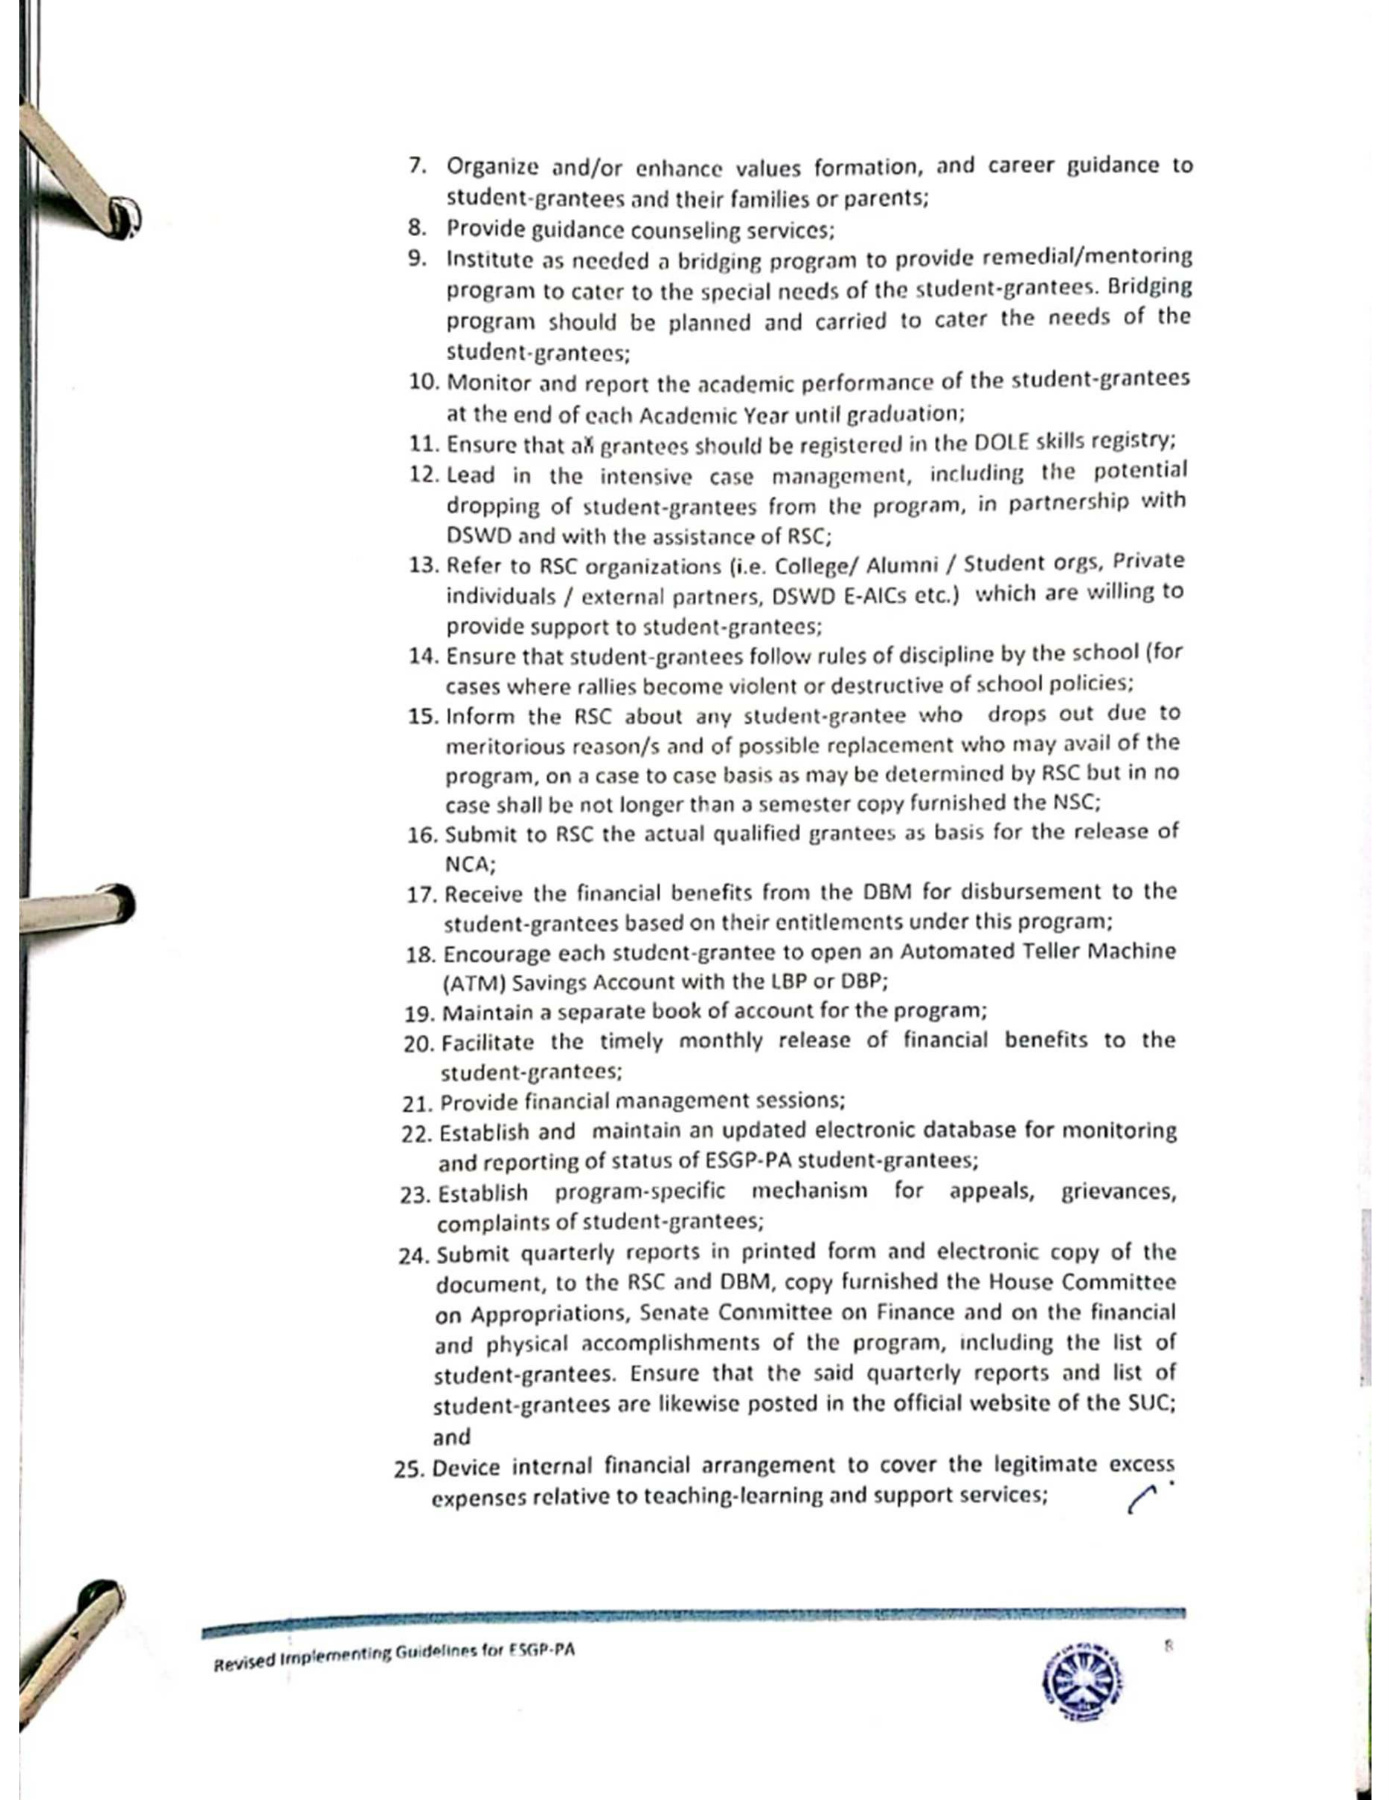 7. Organize and/or enhance values formation, and career guidance to
student-grantees and their families or parents;
8. Provide guidance counseling services;
9. Institute as needed a bridging program to provide remedial/mentoring
program to cater to the special needs of the student-grantees. Bridging
program should be planned and carried to cater the needs of the
student-grantees;
10. Monitor and report the academic performance of the student-grantees
at the end of each Academic Year until graduation;
11. Ensure that grantees should be registered in the DOLE skills registry;
12. Lead in the intensive case management, including the potential
dropping of student-grantees from the program, in partnership with
DSWD and with the assistance of RSC;
13. Refer to RSC organizations (i.e. College/ Alumni / Student orgs, Private
individuals / external partners, DSWD E-AICs etc.) which are willing to
provide support to student-grantees;
14. Ensure that student-grantees follow rules of discipline by the school (for
cases where rallies become violent or destructive of school policies;
15. Inform the RSC about any student-grantee who drops out due to
meritorious reason/s and of possible replacement who may avail of the
program, on a case to case basis as may be determined by RSC but in no
case shall be not longer than a semester copy furnished the NSC;
16. Submit to RSC the actual qualified grantees as basis for the release of
NCA;
17. Receive the financial benefits from the DBM for disbursement to the
student-grantees based on their entitlements under this program;
18. Encourage each student-grantee to open an Automated Teller Machine
(ATM) Savings Account with the LBP or DBP;
19. Maintain a separate book of account for the program;
20. Facilitate the timely monthly release of financial benefits to the
student-grantees;
21. Provide financial management sessions;
22. Establish and maintain an updated electronic database for monitoring
and reporting of status of ESGP-PA student-grantees;
23. Establish program-specific mechanism for appeals, grievances,
complaints of student-grantees;
24. Submit quarterly reports in printed form and electronic copy of the
document, to the RSC and DBM, copy furnished the House Committee
on Appropriations, Senate Committee on Finance and on the financial
and physical accomplishments of the program, including the list of
student-grantees. Ensure that the said quarterly reports and list of
student-grantees are likewise posted in the official website of the SUC;
and
25. Device internal financial arrangement to cover the legitimate excess
expenses relative to teaching-learning and support services;
Revised Implementing Guidelines for ESGP-PA
8